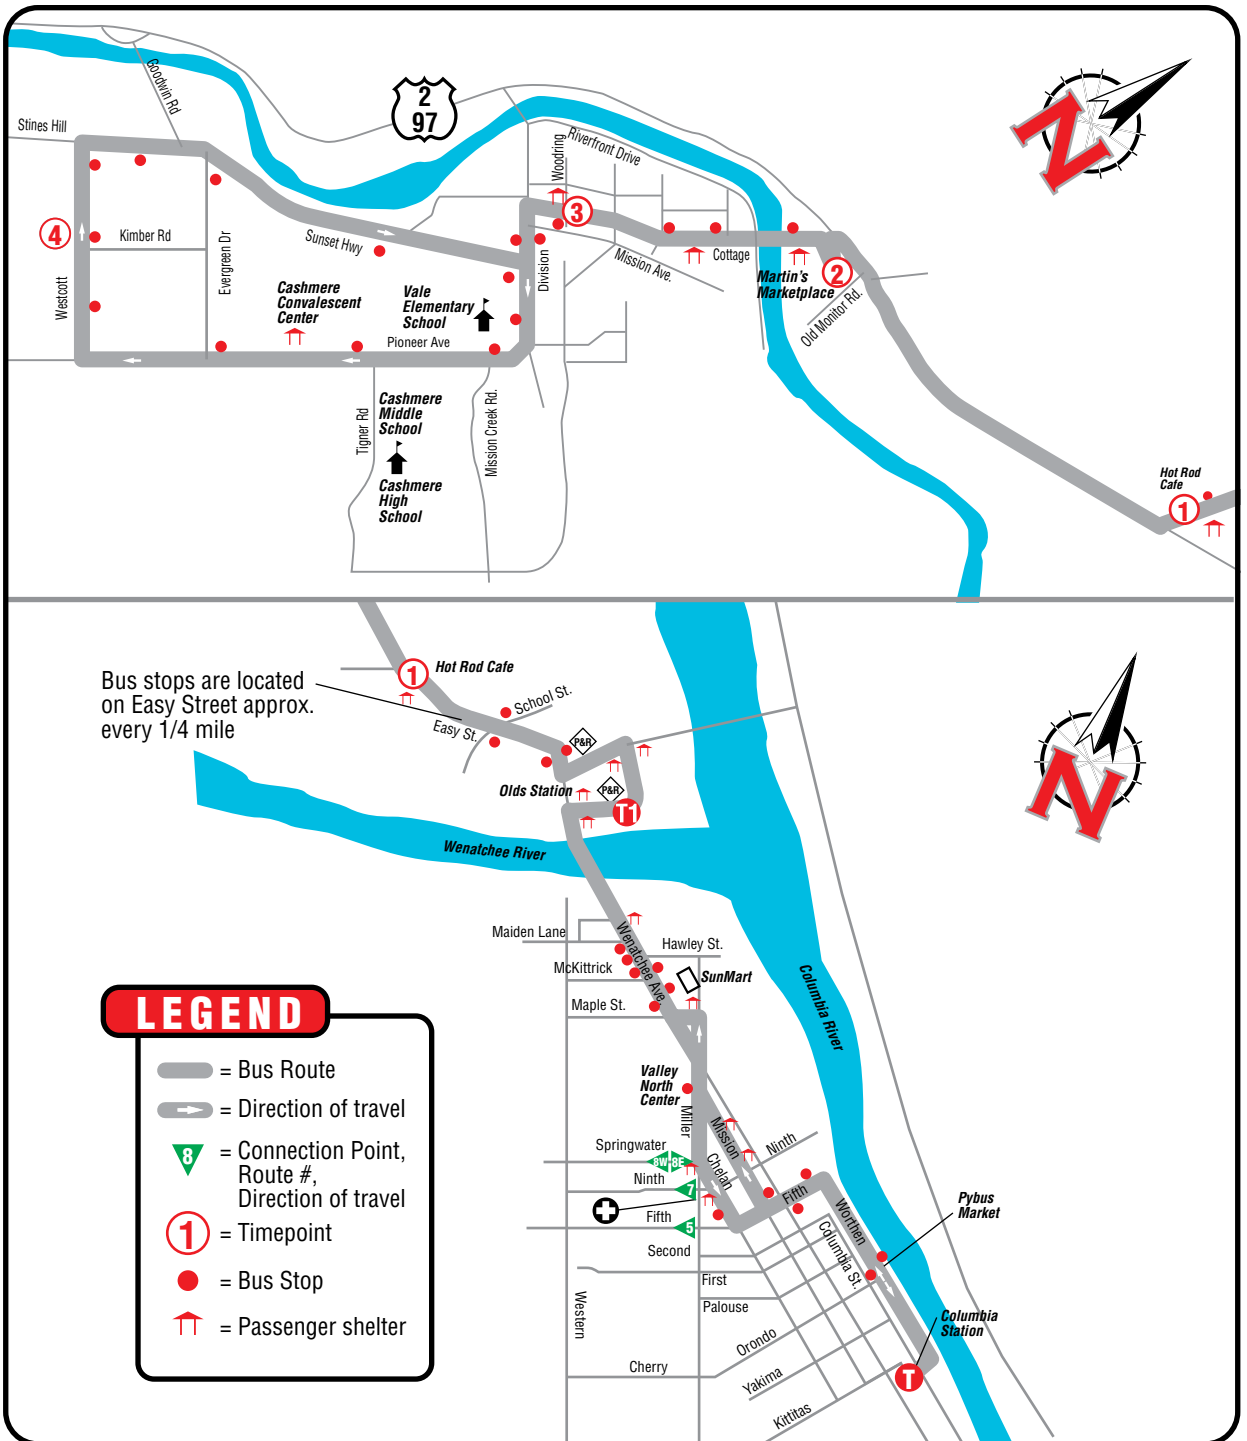 Goodwin Rd
2
97
Stines Hill
Riverfront Drive
Woodring
N
3
4
Kimber Rd
Evergreen Dr
Sunset Hwy
Division
Mission Ave.
Cottage
Martin's
Marketplace
2
Old Monitor Rd.
Westcott
Cashmere
Convalescent
Center
Vale
Elementary
School
Pioneer Ave
Tigner Rd
Cashmere
Middle
School
Mission Creek Rd.
Cashmere
High
School
Hot Rod
Cafe
1
Bus stops are located
on Easy Street approx.
every 1/4 mile
1
Hot Rod Cafe
School St.
Easy St.
P&R
Olds Station
P&R
T1
N
Wenatchee River
Maiden Lane
Wenatchee Ave.
Hawley St.
McKittrick
SunMart
Maple St.
Columbia River
Valley
North
Center
Miller
Mission
Chelan
Springwater
8W
8E
Ninth
Ninth
7
Fifth
5
Fifth
Worthen
Pybus
Market
Second
Columbia St.
First
Palouse
Western
Orondo
Columbia
Station
Cherry
Yakima
T
Kittitas
LEGEND
= Bus Route
= Direction of travel
8
= Connection Point,
Route #,
Direction of travel
1
= Timepoint
= Bus Stop
= Passenger shelter